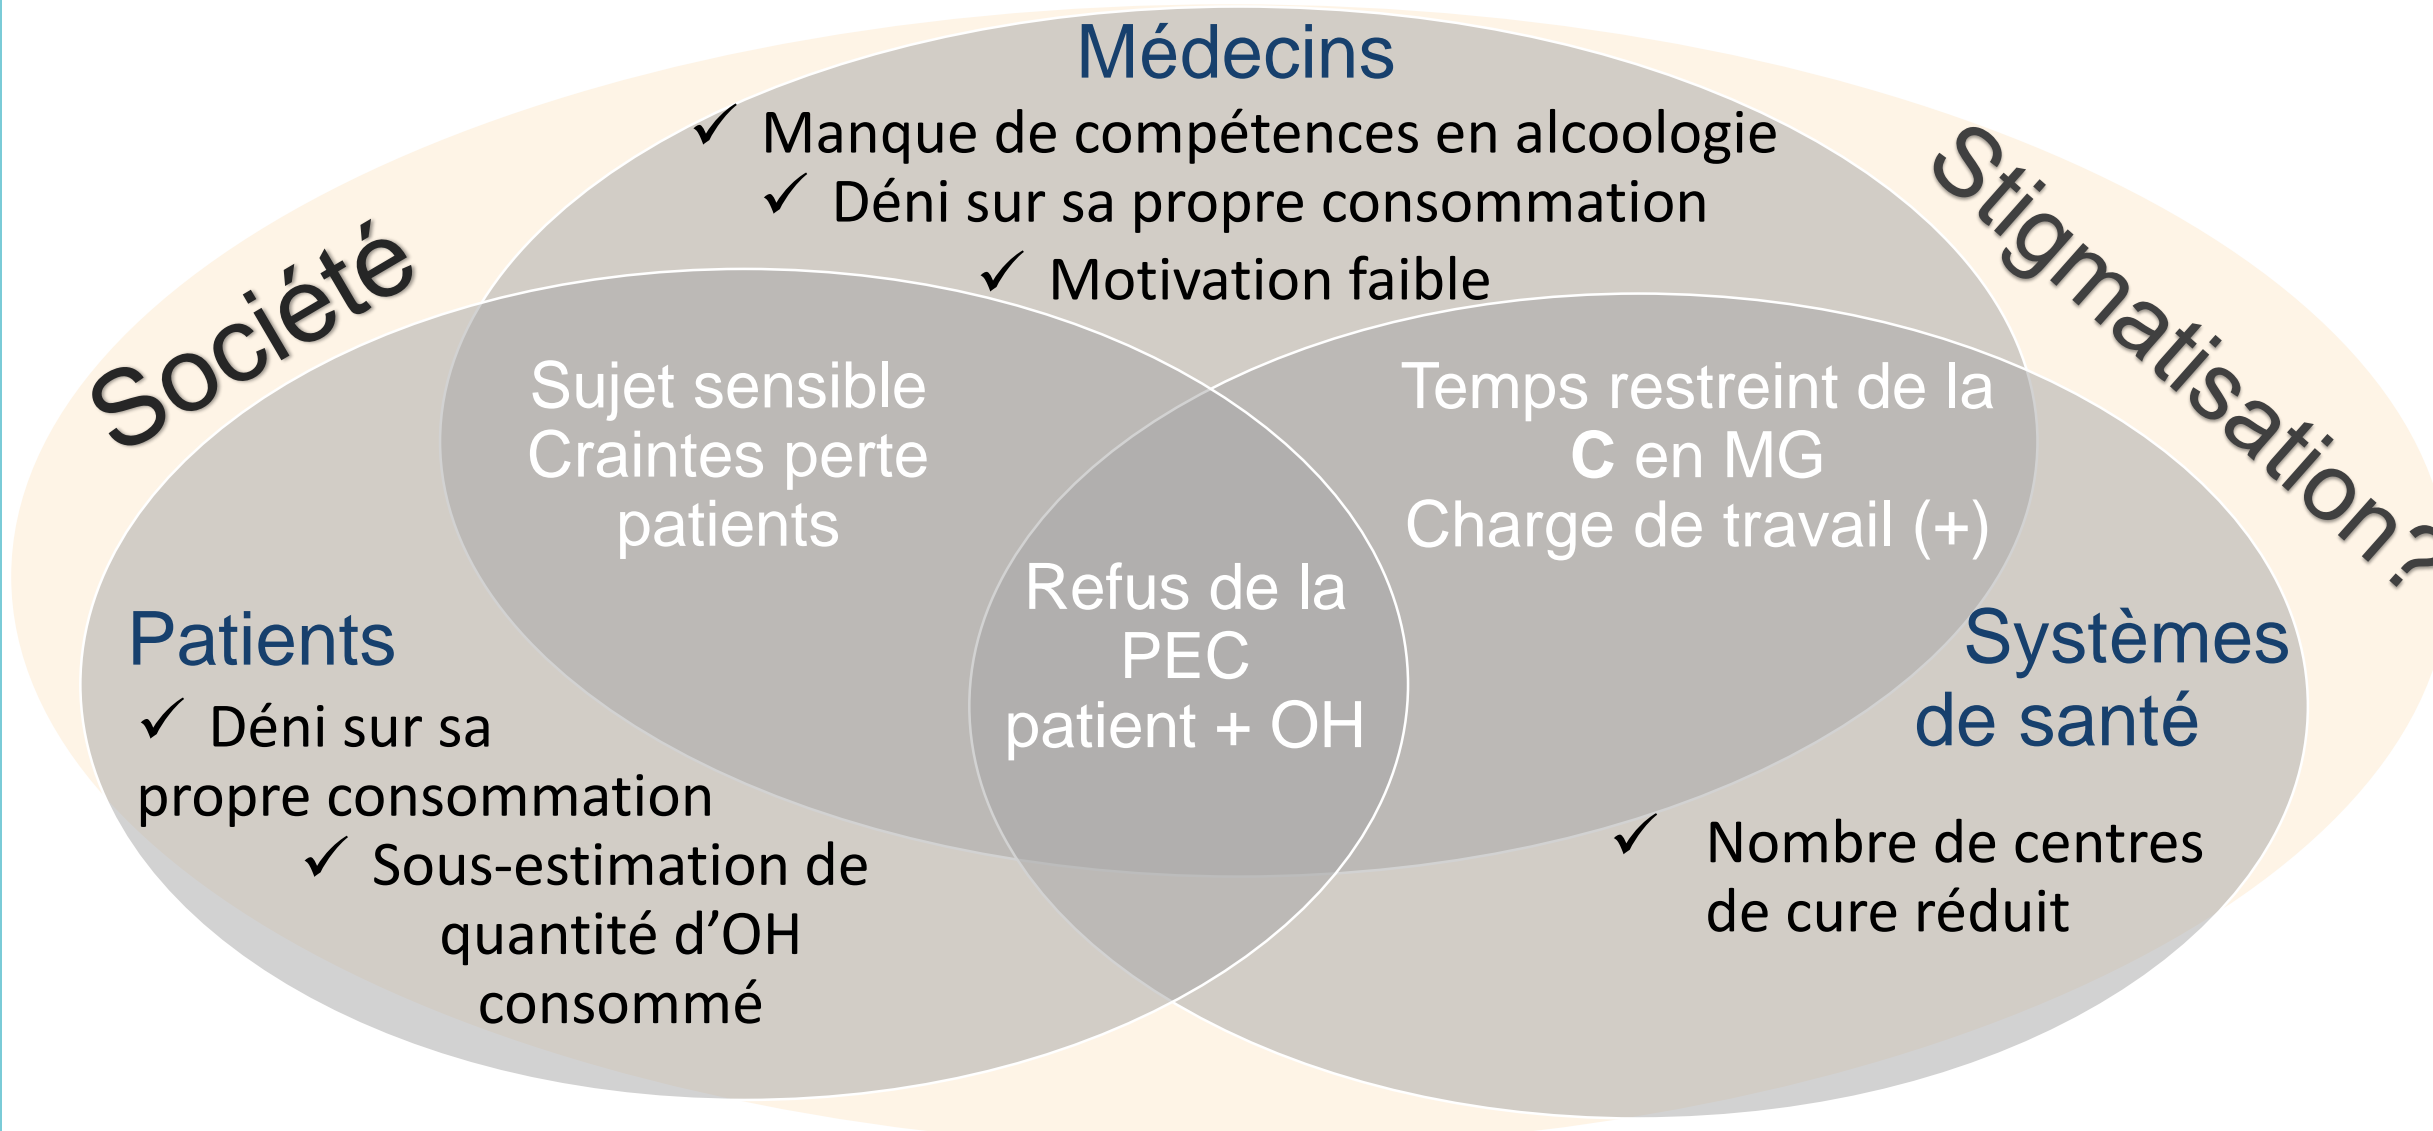 Médecins
✓ Manque de compétences en alcoologie
✓ Déni sur sa propre consommation
✓ Motivation faible
Société
Stigmatisation?
Sujet sensible
Craintes perte
patients
Temps restreint de la
C en MG
Charge de travail (+)
Refus de la
PEC
patient + OH
Patients
✓ Déni sur sa
propre consommation
✓ Sous-estimation de
quantité d’OH
consommé
Systèmes
de santé
✓ Nombre de centres
de cure réduit